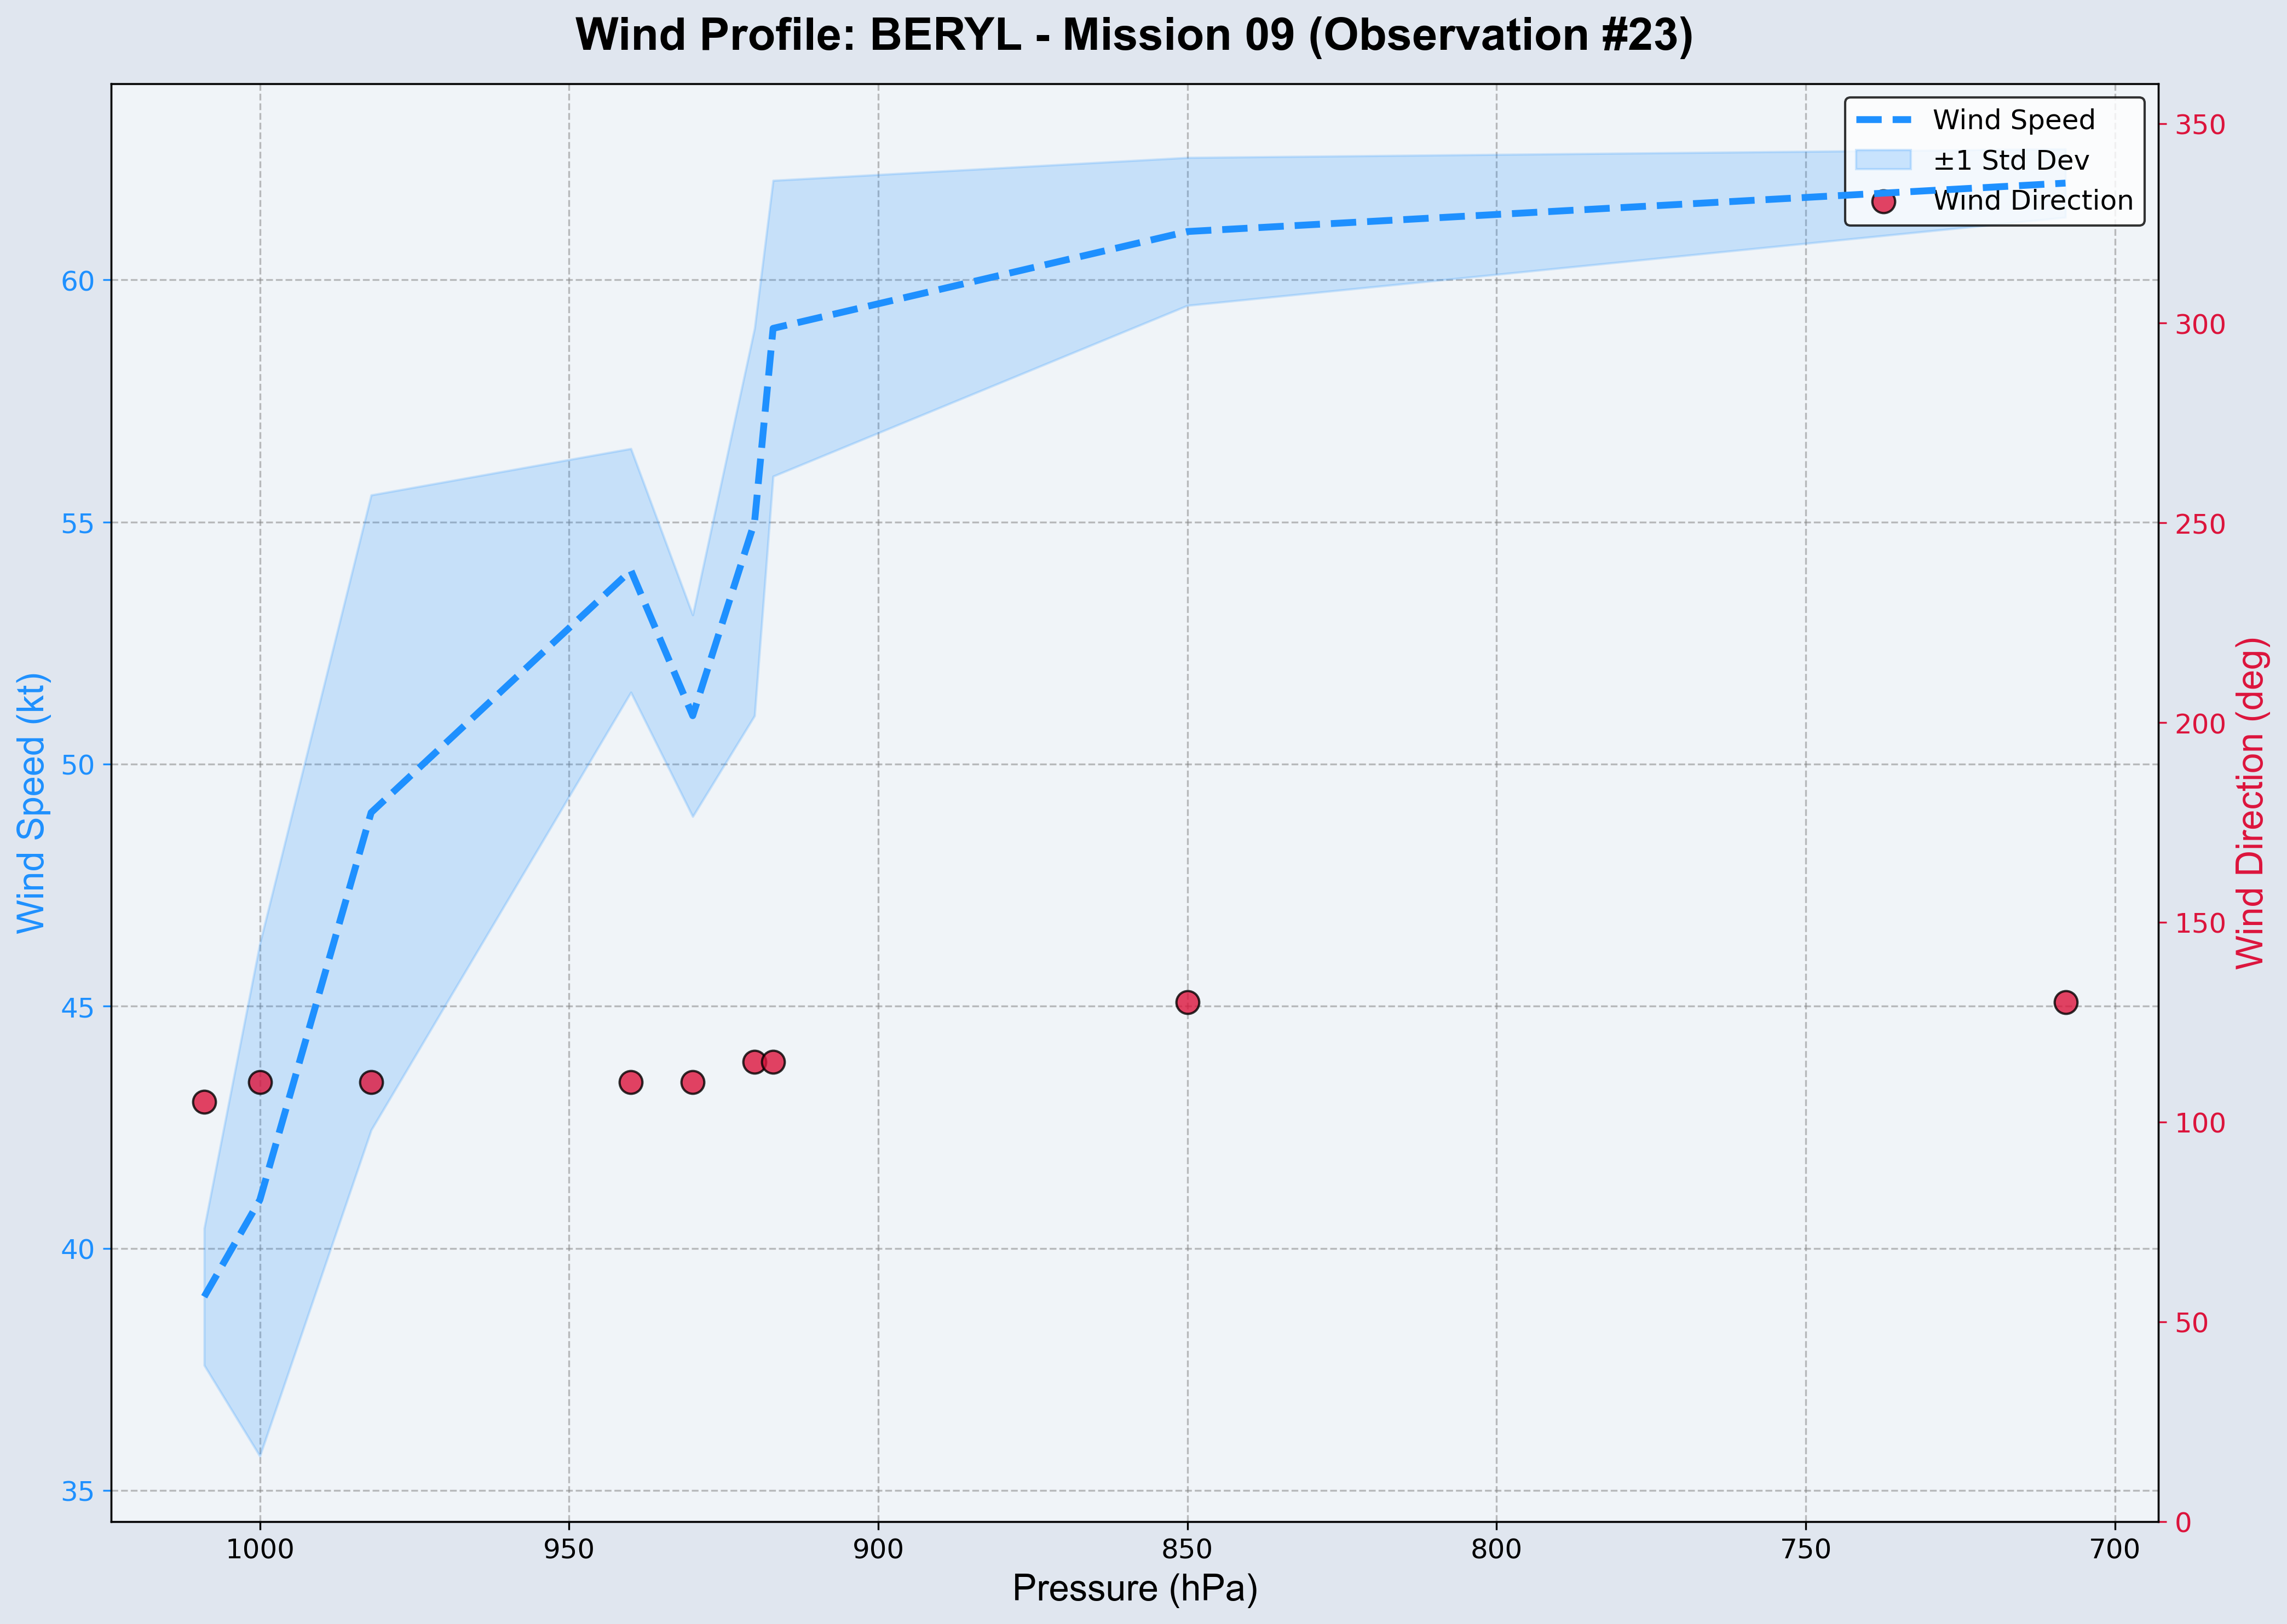 Wind Profile: BERYL - Mission 09 (Observation #23)
Wind Speed
±1 Std Dev
Wind Direction
Wind Speed (kt)
60
55
50
45
40
35
350
300
250
200
150
100
50
0
Wind Direction (deg)
1000 950 900 850 800 750 700
Pressure (hPa)